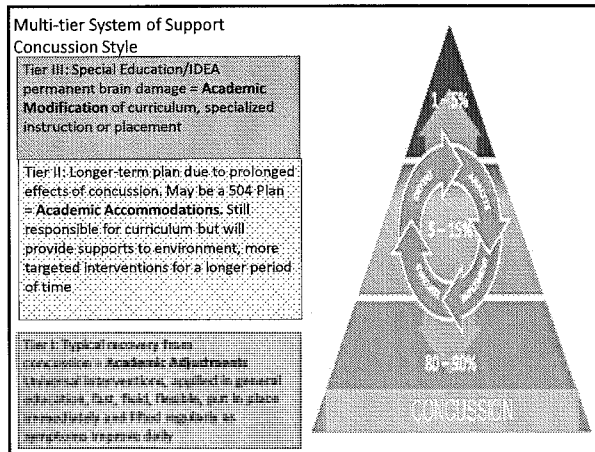 Multi-tier System of Support
Concussion Style
Tier III: Special Education/IDEA
permanent brain damage = Academic
Modification of curriculum, specialized
instruction or placement
Tier II: Longer-term plan due to prolonged
effects of concussion. May be a 504 Plan
= Academic Accommodations. Still
responsible for curriculum but will
provide supports to environment, more
targeted interventions for a longer period
of time
Tier I: Typical recovery from
concussion = Academic Adjustments
Universal interventions, applied in general
education, fast, fluid, flexible, put in place
immediately and lifted regularly as
symptoms improve daily
1-5%
5-15%
80-90%
CONCUSSION